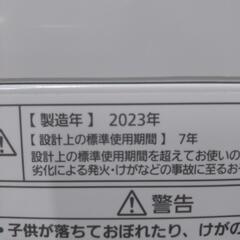 【製造年】2023年
【設計上の標準使用期間】7年
設計上の標準使用期間を超えてお使いの
劣化による発火・けがなどの事故に至るお
警告
・子供が落ちておぼれたり、けがの